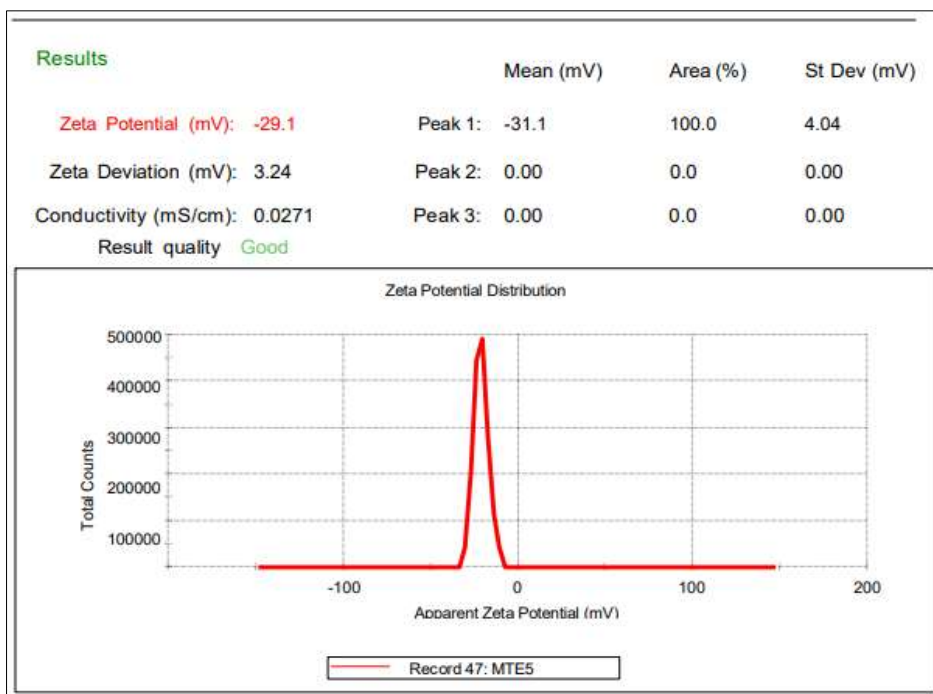 Results
Mean (mV) Area (%) St Dev (mV)
Zeta Potential (mV): -29.1 Peak 1: -31.1 100.0 4.04
Zeta Deviation (mV): 3.24 Peak 2: 0.00 0.0 0.00
Conductivity (mS/cm): 0.0271 Peak 3: 0.00 0.0 0.00
Result quality Good
Zeta Potential Distribution
500000
400000
300000
200000
100000
Total Counts
-100 0 100 200
Apparent Zeta Potential (mV)
Record 47: MTE5